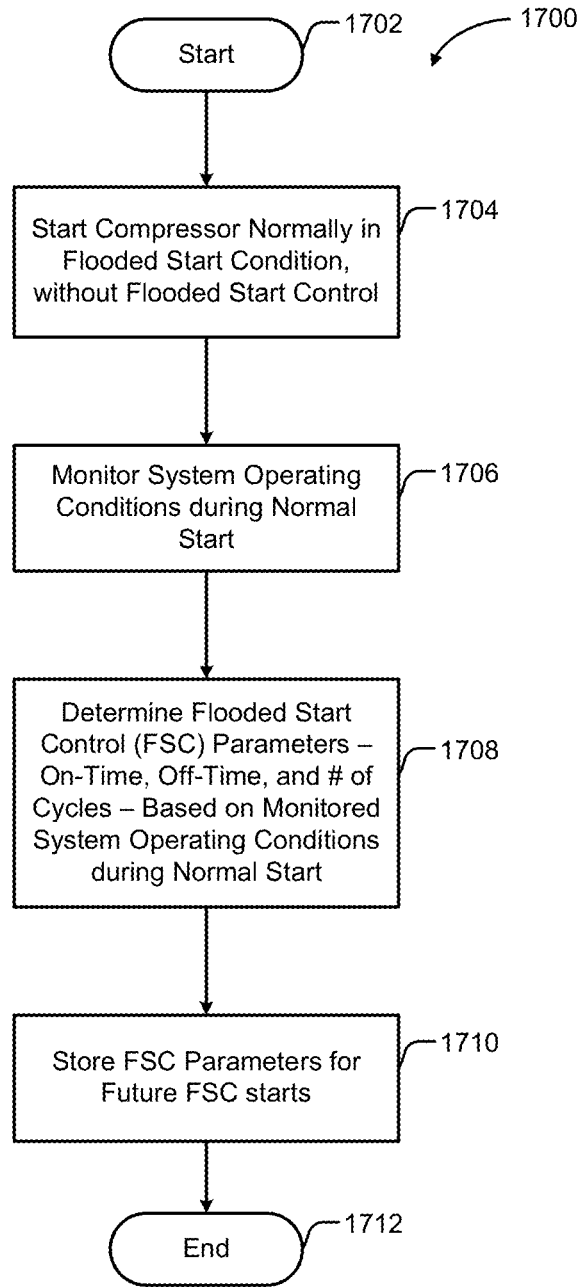 1700
Start
1702
Start Compressor Normally in
Flooded Start Condition,
without Flooded Start Control
1704
Monitor System Operating
Conditions during Normal
Start
1706
Determine Flooded Start
Control (FSC) Parameters –
On-Time, Off-Time, and # of
Cycles – Based on Monitored
System Operating Conditions
during Normal Start
1708
Store FSC Parameters for
Future FSC starts
1710
End
1712